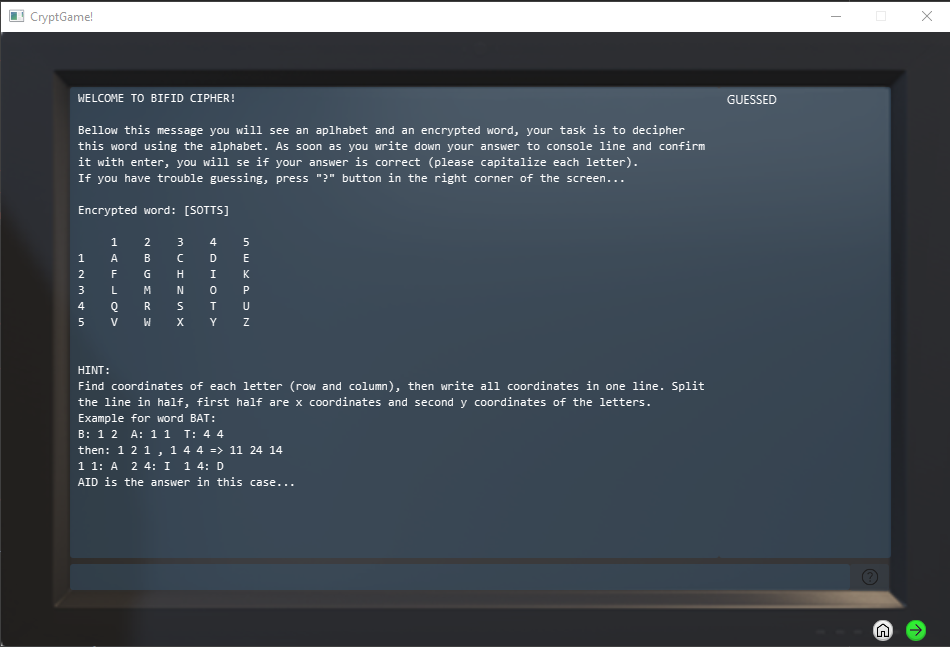 CryptGame!
WELCOME TO BIFID CIPHER!
GUESSED
Bellow this message you will see an aplhabet and an encrypted word, your task is to decipher
this word using the alphabet. As soon as you write down your answer to console line and confirm
it with enter, you will se if your answer is correct (please capitalize each letter).
If you have trouble guessing, press "?" button in the right corner of the screen...
Encrypted word: [SOTTS]
1 2 3 4 5
1 A B C D E
2 F G H I K
3 L M N O P
4 Q R S T U
5 V W X Y Z
HINT:
Find coordinates of each letter (row and column), then write all coordinates in one line. Split
the line in half, first half are x coordinates and second y coordinates of the letters.
Example for word BAT:
B: 1 2 A: 1 1 T: 4 4
then: 1 2 1 , 1 4 4 => 11 24 14
1 1: A 2 4: I 1 4: D
AID is the answer in this case...
?